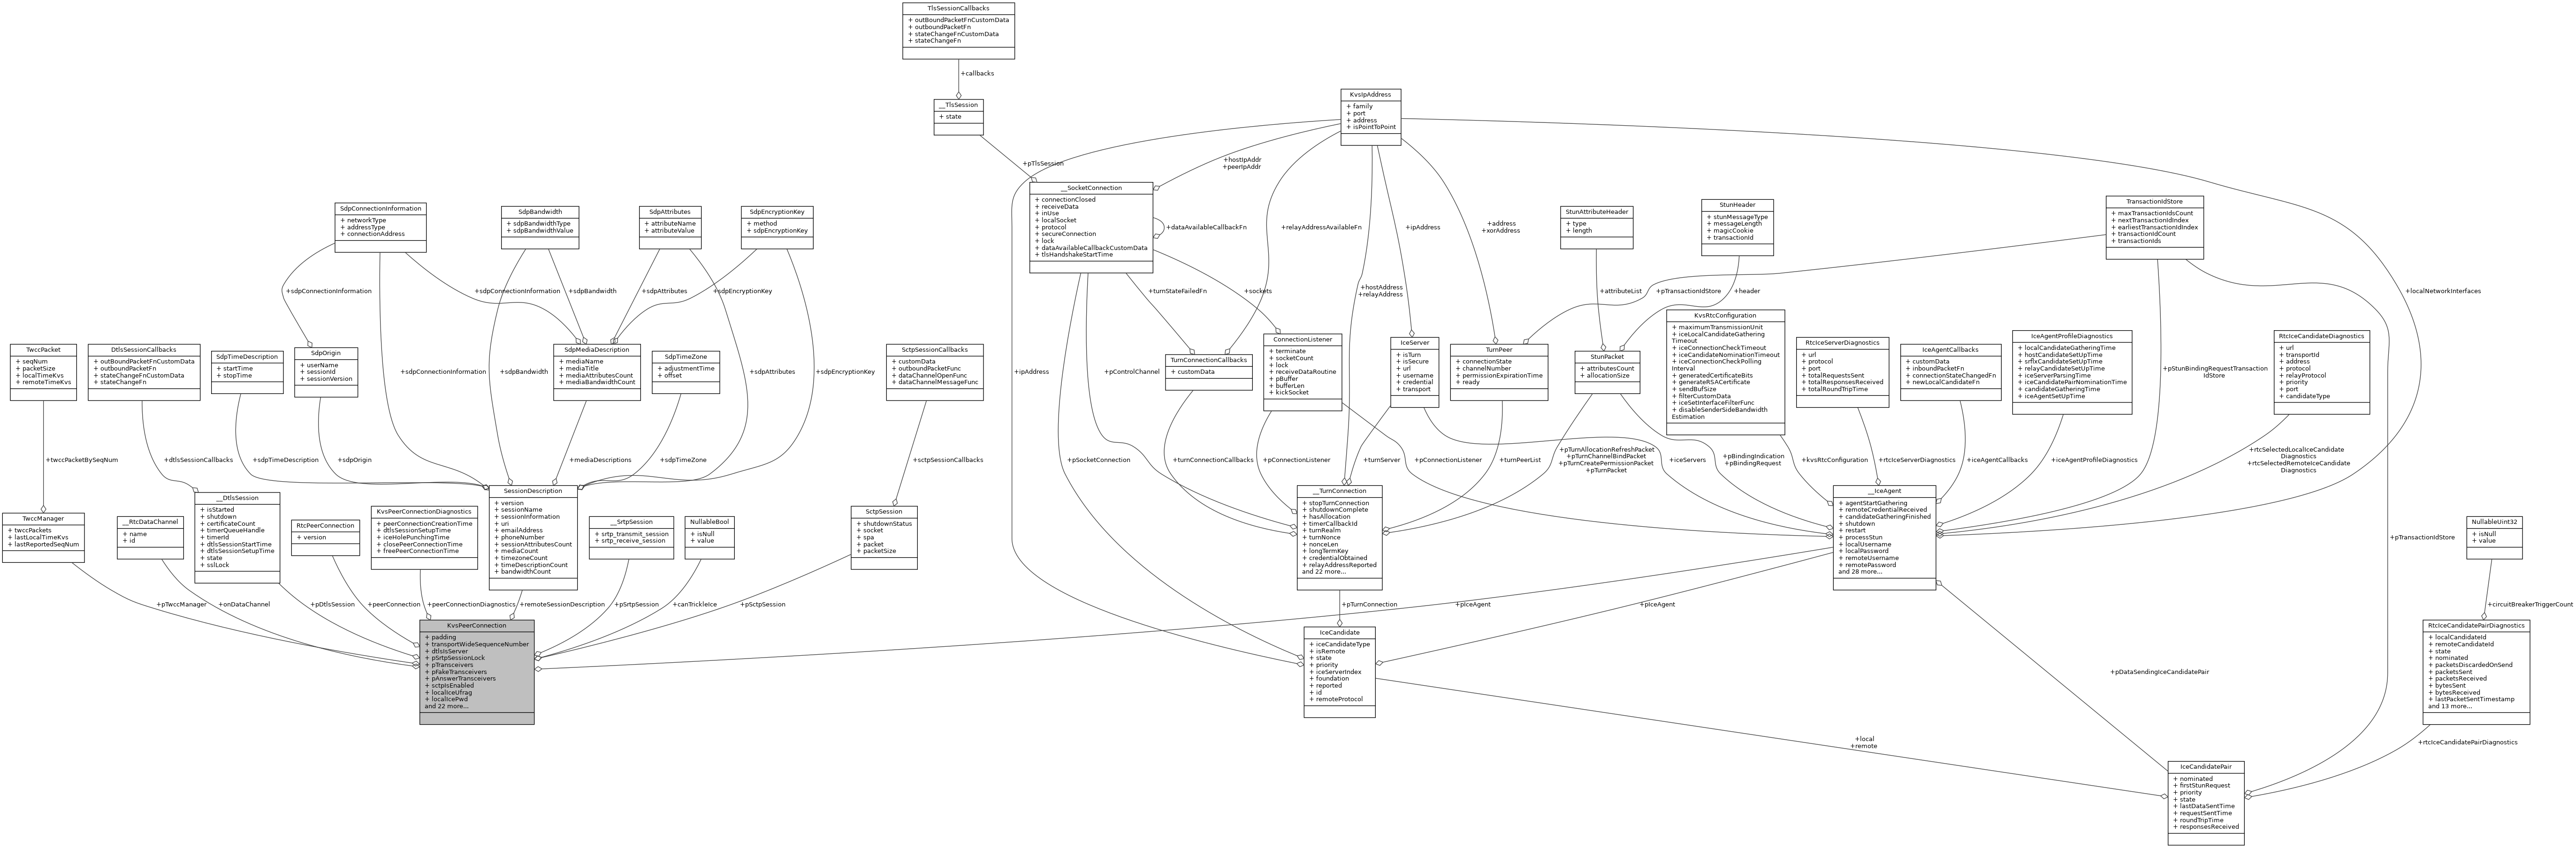 TlsSessionCallbacks
+ outBoundPacketFnCustomData
+ outboundPacketFn
+ stateChangeFnCustomData
+ stateChangeFn
+callbacks
__TlsSession
+ state
+pTlsSession
KvsIpAddress
+ family
+ port
+ address
+ isPointToPoint
+hostIpAddr
+peerIpAddr
__SocketConnection
+ connectionClosed
+ receiveData
+ inUse
+ localSocket
+ protocol
+ secureConnection
+ lock
+ dataAvailableCallbackCustomData
+ tlsHandshakeStartTime
+dataAvailableCallbackFn
+relayAddressAvailableFn
+ipAddress
+address
+xorAddress
SdpConnectionInformation
+ networkType
+ addressType
+ connectionAddress
SdpBandwidth
+ sdpBandwidthType
+ sdpBandwidthValue
SdpAttributes
+ attributeName
+ attributeValue
SdpEncryptionKey
+ method
+ sdpEncryptionKey
StunAttributeHeader
+ type
+ length
StunHeader
+ stunMessageType
+ messageLength
+ magicCookie
+ transactionId
TransactionIdStore
+ maxTransactionIdsCount
+ nextTransactionIdIndex
+ earliestTransactionIdIndex
+ transactionIdCount
+ transactionIds
+sdpConnectionInformation
+sdpConnectionInformation
+sdpBandwidth
+sdpAttributes
+sdpEncryptionKey
+turnStateFailedFn
+sockets
+hostAddress
+relayAddress
+attributeList
+pTransactionIdStore
+header
+localNetworkInterfaces
TwccPacket
+ seqNum
+ packetSize
+ localTimeKvs
+ remoteTimeKvs
DtlsSessionCallbacks
+ outBoundPacketFnCustomData
+ outboundPacketFn
+ stateChangeFnCustomData
+ stateChangeFn
SdpTimeDescription
+ startTime
+ stopTime
SdpOrigin
+ userName
+ sessionId
+ sessionVersion
SdpMediaDescription
+ mediaName
+ mediaTitle
+ mediaAttributesCount
+ mediaBandwidthCount
SdpTimeZone
+ adjustmentTime
+ offset
SctpSessionCallbacks
+ customData
+ outboundPacketFunc
+ dataChannelOpenFunc
+ dataChannelMessageFunc
TurnConnectionCallbacks
+ customData
ConnectionListener
+ terminate
+ socketCount
+ lock
+ receiveDataRoutine
+ pBuffer
+ bufferLen
+ kickSocket
IceServer
+ isTurn
+ isSecure
+ url
+ username
+ credential
+ transport
TurnPeer
+ connectionState
+ channelNumber
+ permissionExpirationTime
+ ready
StunPacket
+ attributesCount
+ allocationSize
KvsRtcConfiguration
+ maximumTransmissionUnit
+ iceLocalCandidateGathering
Timeout
+ iceConnectionCheckTimeout
+ iceCandidateNominationTimeout
+ iceConnectionCheckPolling
Interval
+ generatedCertificateBits
+ generateRSACertificate
+ sendBufSize
+ filterCustomData
+ iceSetInterfaceFilterFunc
+ disableSenderSideBandwidth
Estimation
RtcIceServerDiagnostics
+ url
+ protocol
+ port
+ totalRequestsSent
+ totalResponsesReceived
+ totalRoundTripTime
IceAgentCallbacks
+ customData
+ inboundPacketFn
+ connectionStateChangedFn
+ newLocalCandidateFn
IceAgentProfileDiagnostics
+ localCandidateGatheringTime
+ hostCandidateSetUpTime
+ srflxCandidateSetUpTime
+ relayCandidateSetUpTime
+ iceServerParsingTime
+ iceCandidatePairNominationTime
+ candidateGatheringTime
+ iceAgentSetUpTime
+pStunBindingRequestTransaction
IdStore
RtcIceCandidateDiagnostics
+ url
+ transportId
+ address
+ protocol
+ relayProtocol
+ priority
+ port
+ candidateType
+sdpConnectionInformation
+sdpBandwidth
+sdpAttributes
+sdpEncryptionKey
+ipAddress
+pControlChannel
+twccPacketBySeqNum
+dtlsSessionCallbacks
+sdpTimeDescription
+sdpOrigin
+mediaDescriptions
+sdpTimeZone
+sctpSessionCallbacks
+pSocketConnection
+turnConnectionCallbacks
+pConnectionListener
+turnServer
+pConnectionListener
+turnPeerList
+pTurnAllocationRefreshPacket
+pTurnChannelBindPacket
+pTurnCreatePermissionPacket
+pTurnPacket
+iceServers
+pBindingIndication
+pBindingRequest
+kvsRtcConfiguration
+rtcIceServerDiagnostics
+iceAgentCallbacks
+iceAgentProfileDiagnostics
+rtcSelectedLocalIceCandidate
Diagnostics
+rtcSelectedRemoteIceCandidate
Diagnostics
TwccManager
+ twccPackets
+ lastLocalTimeKvs
+ lastReportedSeqNum
__RtcDataChannel
+ name
+ id
__DtlsSession
+ isStarted
+ shutdown
+ certificateCount
+ timerQueueHandle
+ timerId
+ dtlsSessionStartTime
+ dtlsSessionSetupTime
+ state
+ sslLock
RtcPeerConnection
+ version
KvsPeerConnectionDiagnostics
+ peerConnectionCreationTime
+ dtlsSessionSetupTime
+ iceHolePunchingTime
+ closePeerConnectionTime
+ freePeerConnectionTime
SessionDescription
+ version
+ sessionName
+ sessionInformation
+ uri
+ emailAddress
+ phoneNumber
+ sessionAttributesCount
+ mediaCount
+ timezoneCount
+ timeDescriptionCount
+ bandwidthCount
__SrtpSession
+ srtp_transmit_session
+ srtp_receive_session
NullableBool
+ isNull
+ value
SctpSession
+ shutdownStatus
+ socket
+ spa
+ packet
+ packetSize
__TurnConnection
+ stopTurnConnection
+ shutdownComplete
+ hasAllocation
+ timerCallbackId
+ turnRealm
+ turnNonce
+ nonceLen
+ longTermKey
+ credentialObtained
+ relayAddressReported
and 22 more...
__IceAgent
+ agentStartGathering
+ remoteCredentialReceived
+ candidateGatheringFinished
+ shutdown
+ restart
+ processStun
+ localUsername
+ localPassword
+ remoteUsername
+ remotePassword
and 28 more...
+pTransactionIdStore
NullableUint32
+ isNull
+ value
+pTwccManager
+onDataChannel
+pDtlsSession
+peerConnection
+peerConnectionDiagnostics
+remoteSessionDescription
+pSrtpSession
+canTrickleIce
+pSctpSession
+pTurnConnection
+pIceAgent
+pIceAgent
+circuitBreakerTriggerCount
KvsPeerConnection
+ padding
+ transportWideSequenceNumber
+ dtlsIsServer
+ pSrtpSessionLock
+ pTransceivers
+ pFakeTransceivers
+ pAnswerTransceivers
+ sctpIsEnabled
+ localIceUfrag
+ localIcePwd
and 22 more...
IceCandidate
+ iceCandidateType
+ isRemote
+ state
+ priority
+ iceServerIndex
+ foundation
+ reported
+ id
+ remoteProtocol
+pDataSendingIceCandidatePair
RtcIceCandidatePairDiagnostics
+ localCandidateId
+ remoteCandidateId
+ state
+ nominated
+ packetsDiscardedOnSend
+ packetsSent
+ packetsReceived
+ bytesSent
+ bytesReceived
+ lastPacketSentTimestamp
and 13 more...
+local
+remote
+rtcIceCandidatePairDiagnostics
IceCandidatePair
+ nominated
+ firstStunRequest
+ priority
+ state
+ lastDataSentTime
+ requestSentTime
+ roundTripTime
+ responsesReceived